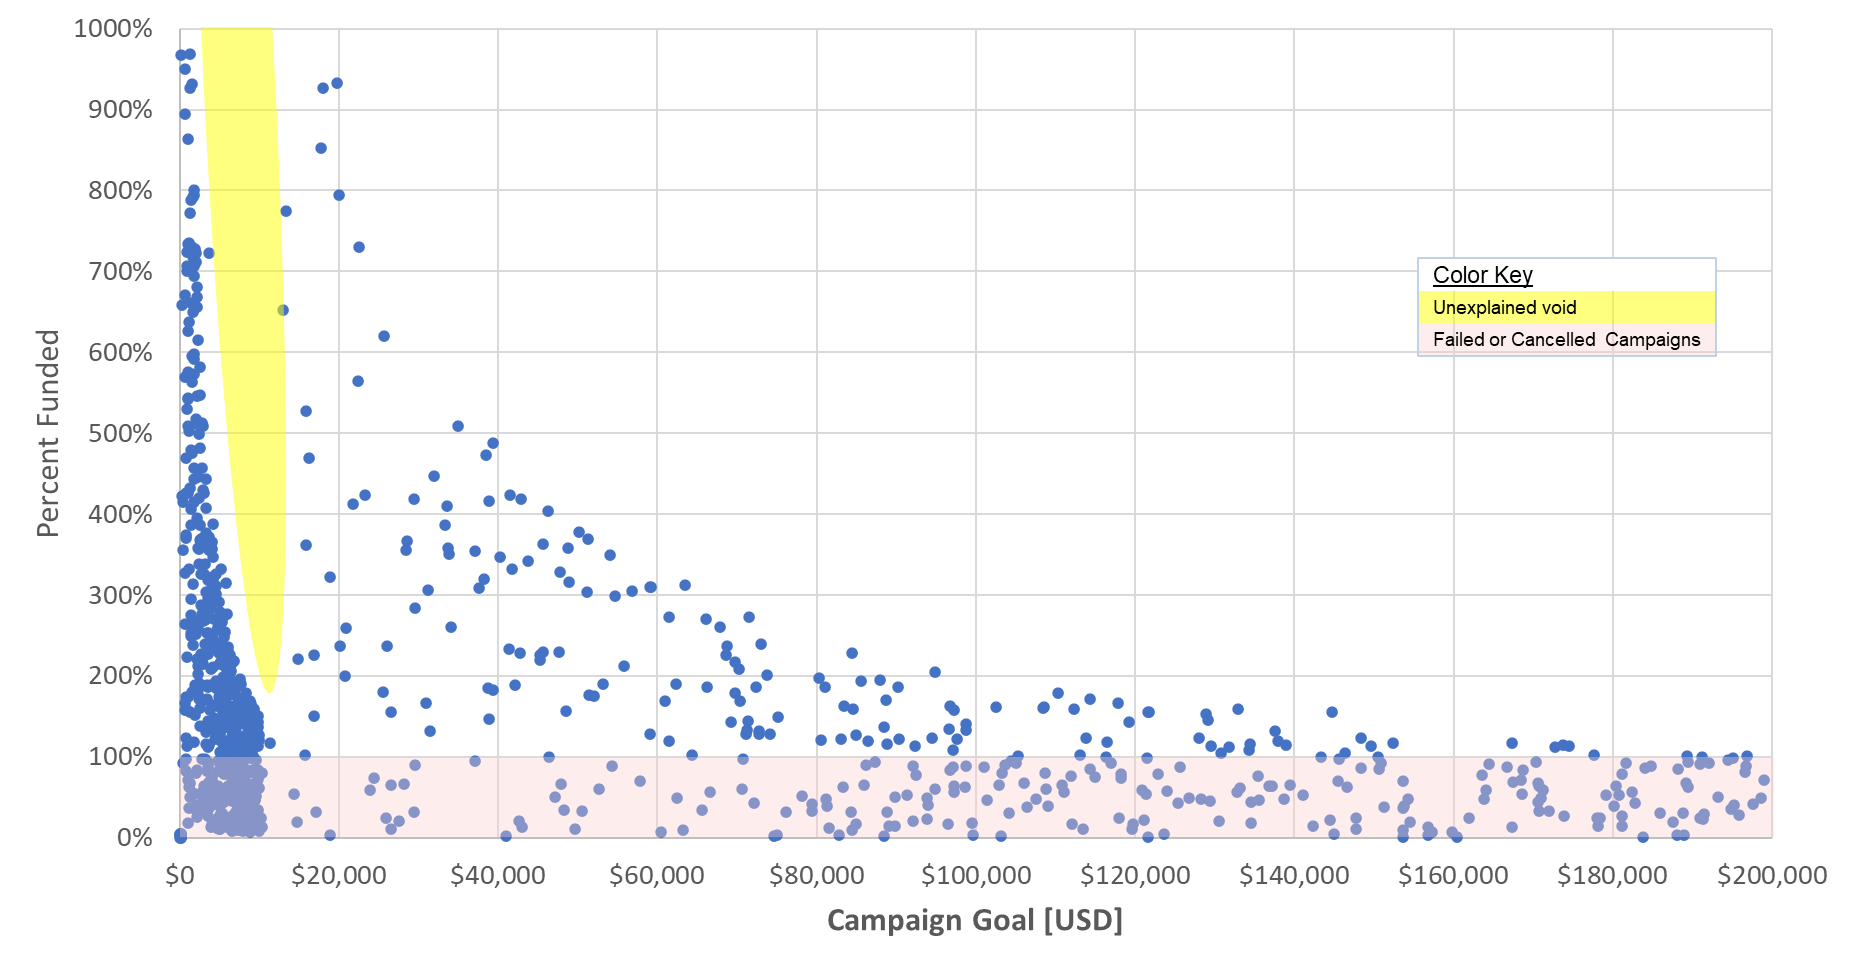 1000%
900%
800%
700%
600%
500%
400%
300%
200%
100%
0%
Percent Funded
Color Key
Unexplained void
Failed or Cancelled Campaigns
$0 $20,000 $40,000 $60,000 $80,000 $100,000 $120,000 $140,000 $160,000 $180,000 $200,000
Campaign Goal [USD]